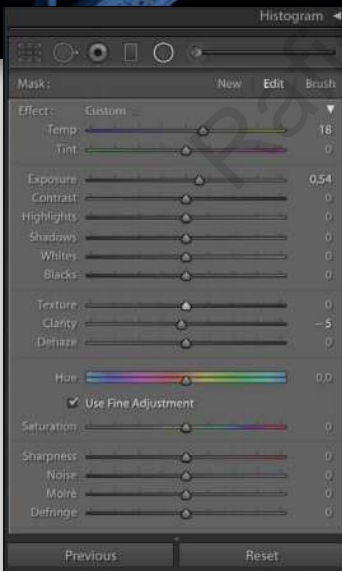 Histogram
Mask : New Edit Brush
Effect : Custom
Temp 18
Tint 0
Exposure 0,54
Contrast 0
Highlights 0
Shadows 0
Whites 0
Blacks 0
Texture 0
Clarity – 5
Dehaze 0
Hue 0,0
Use Fine Adjustment
Saturation 0
Sharpness 0
Noise 0
Moirè 0
Defringe 0
Previous Reset